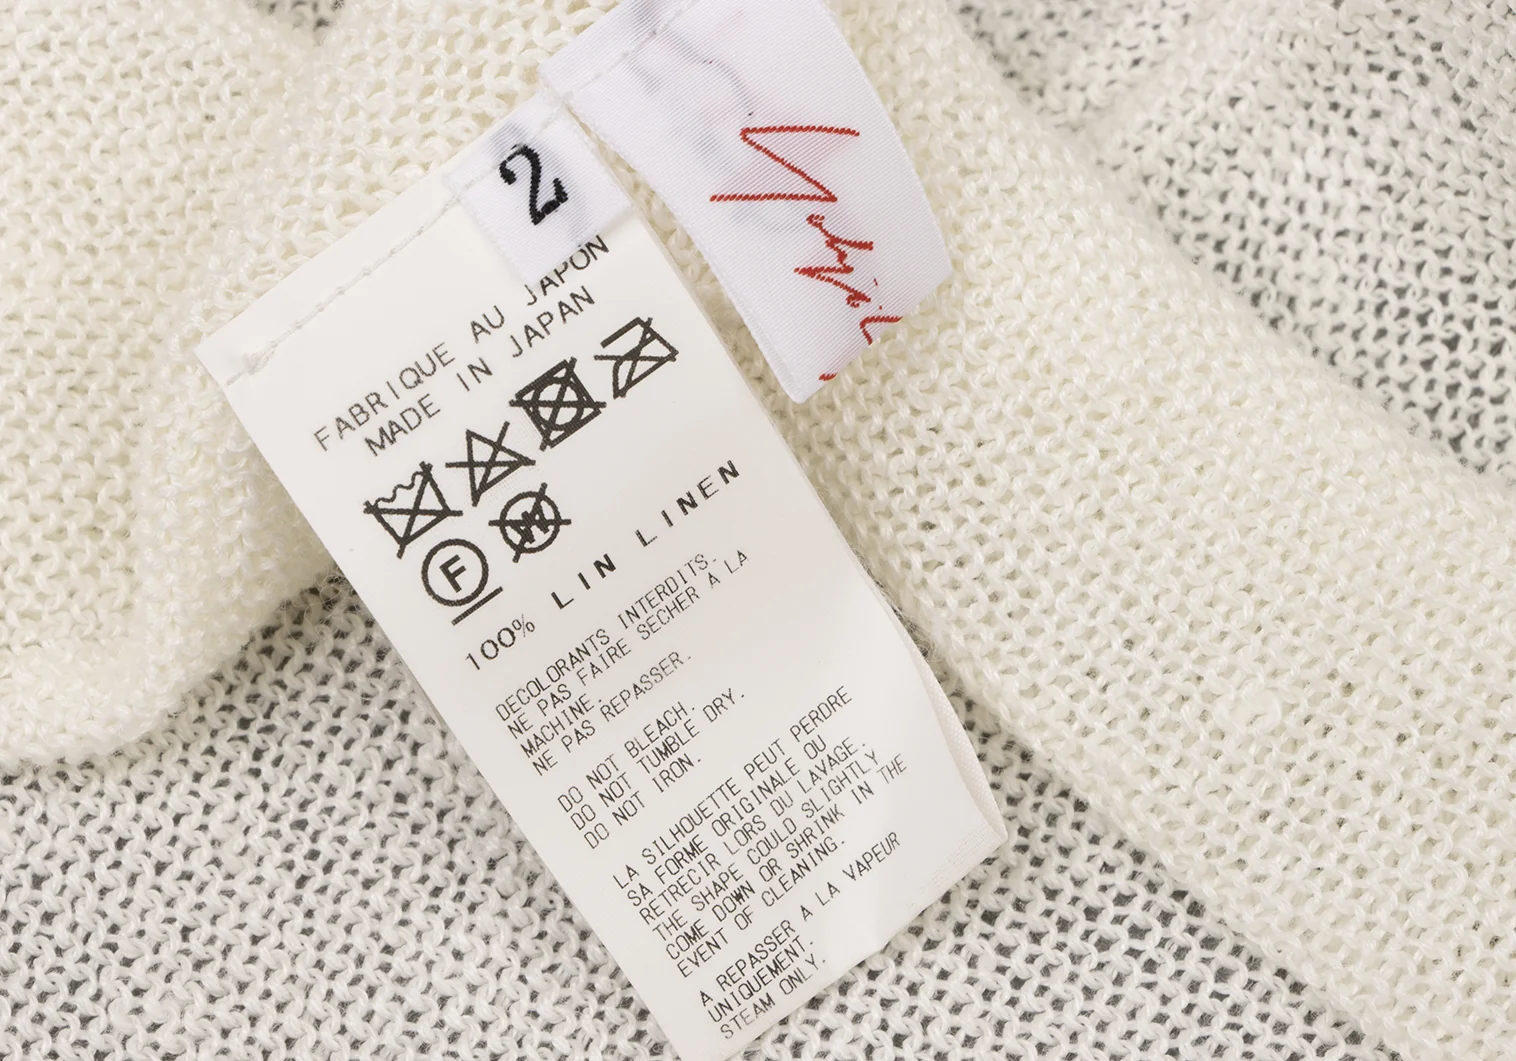 2
FABRIQUE AU JAPON
MADE IN JAPAN
F
W
100% LIN LINEN
DECOLORANTS INTERDITS.
NE PAS FAIRE SECHER A LA
MACHINE.
NE PAS REPASSER.
DO NOT BLEACH.
DO NOT TUMBLE DRY.
DO NOT IRON.
LA SILHOUETTE PEUT PERDRE
SA FORME ORIGINALE OU
RETRECIR LORS DU LAVAGE.
THE SHAPE COULD SLIGHTLY
COME DOWN OR SHRINK IN THE
EVENT OF CLEANING.
A REPASSER A LA VAPEUR
UNIQUEMENT.
STEAM ONLY.